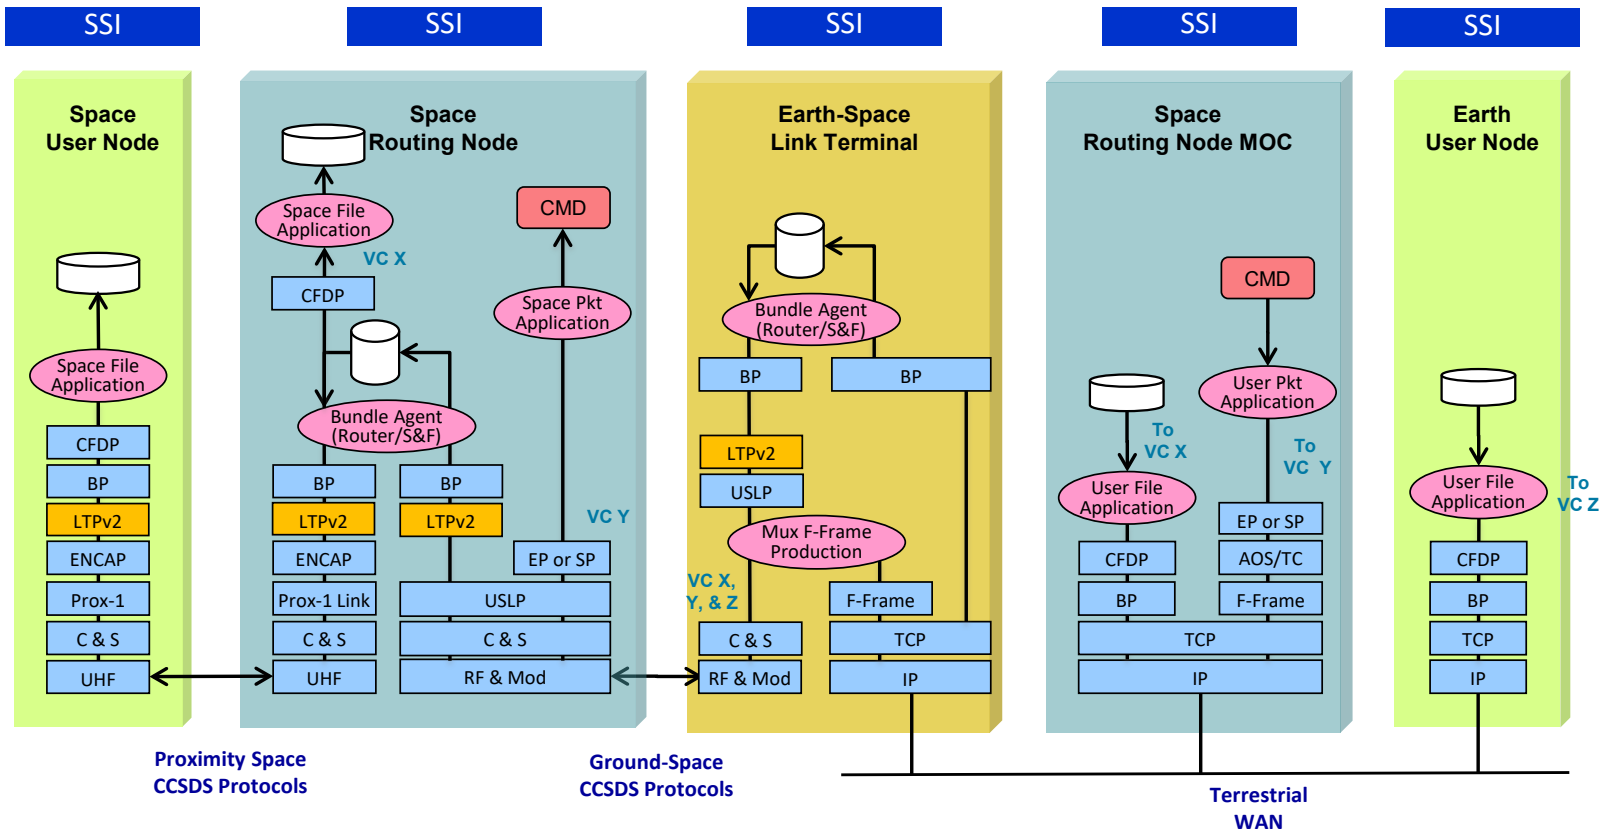 SSI
SSI
SSI
SSI
SSI
Space
User Node
Space File
Application
CFDP
BP
LTPv2
ENCAP
Prox-1
C & S
UHF
Space
Routing Node
Space File
Application
VC X
CFDP
CMD
Space Pkt
Application
Bundle Agent
(Router/S&F)
BP
LTPv2
ENCAP
Prox-1 Link
C & S
UHF
BP
LTPv2
VC Y
EP or SP
USLP
C & S
RF & Mod
Earth-Space
Link Terminal
Bundle Agent
(Router/S&F)
BP
BP
LTPv2
USLP
Mux F-Frame
Production
VC X,
Y, & Z
F-Frame
C & S
TCP
RF & Mod
IP
Space
Routing Node MOC
CMD
User Pkt
Application
To
VC X
To
VC Y
User File
Application
EP or SP
CFDP
AOS/TC
BP
F-Frame
TCP
IP
Earth
User Node
User File
Application
To
VC Z
CFDP
BP
TCP
IP
Proximity Space
CCSDS Protocols
Ground-Space
CCSDS Protocols
Terrestrial
WAN